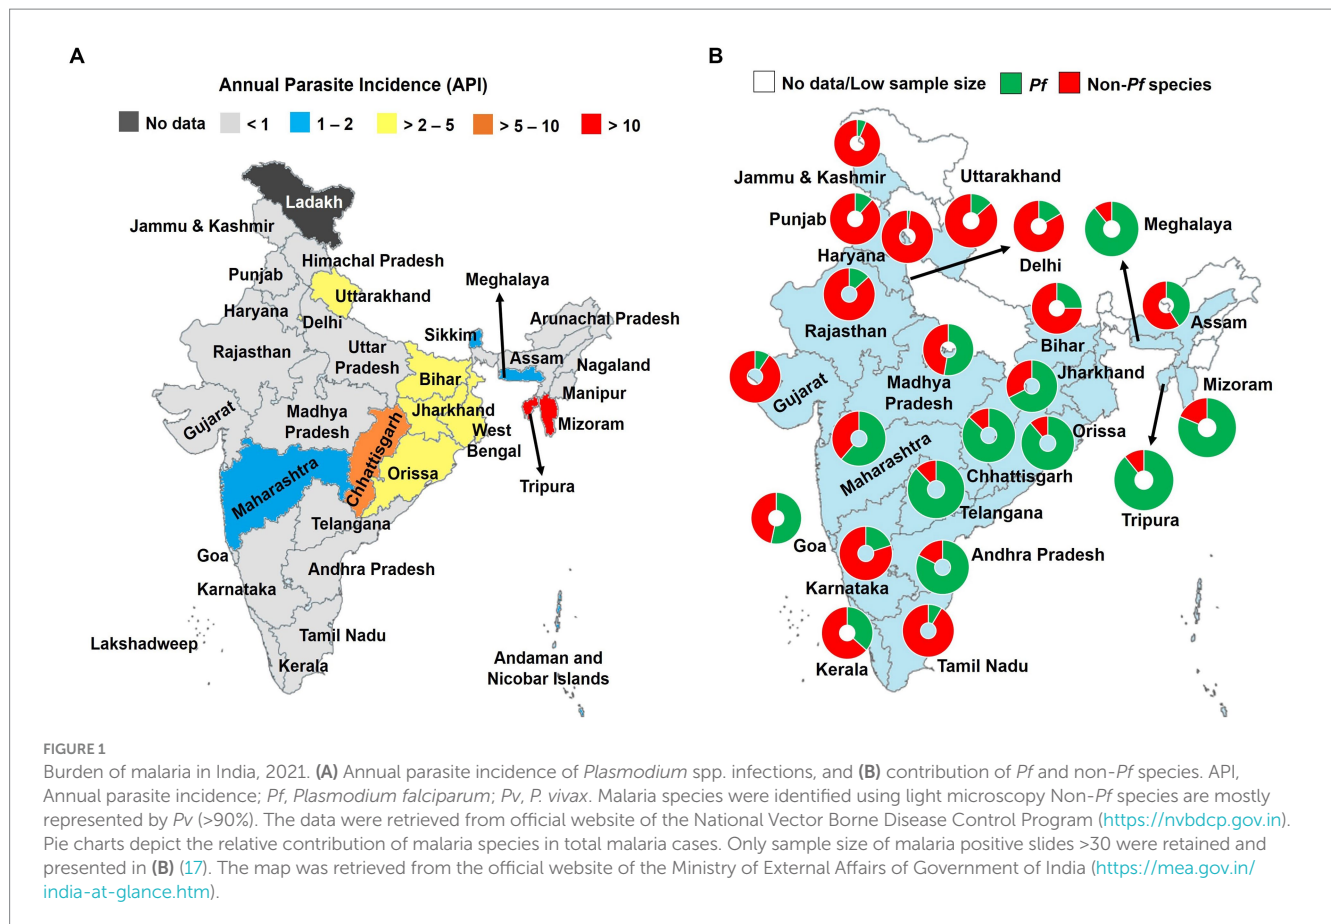 A
Annual Parasite Incidence (API)
No data
< 1
1 – 2
> 2 – 5
> 5 – 10
> 10
Ladakh
Jammu & Kashmir
Himachal Pradesh
Punjab
Meghalaya
Uttarakhand
Haryana
Delhi
Sikkim
Arunachal Pradesh
Rajasthan
Uttar
Pradesh
Assam
Nagaland
Bihar
Manipur
Gujarat
Madhya
Pradesh
Jharkhand
West
Bengal
Mizoram
Chhattisgarh
Orissa
Maharashtra
Tripura
Telangana
Goa
Andhra Pradesh
Karnataka
Lakshadweep
Tamil Nadu
Kerala
Andaman and
Nicobar Islands
B
No data/Low sample size
Pf
Non-Pf species
Jammu & Kashmir
Uttarakhand
Punjab
Meghalaya
Haryana
Delhi
Rajasthan
Assam
Bihar
Jharkhand
Gujarat
Madhya
Pradesh
Mizoram
Orissa
Maharashtra
Chhattisgarh
Telangana
Tripura
Goa
Andhra Pradesh
Karnataka
Kerala
Tamil Nadu
FIGURE 1
Burden of malaria in India, 2021. (A) Annual parasite incidence of Plasmodium spp. infections, and (B) contribution of Pf and non-Pf species. API,
Annual parasite incidence; Pf, Plasmodium falciparum; Pv, P. vivax. Malaria species were identified using light microscopy Non-Pf species are mostly
represented by Pv (>90%). The data were retrieved from official website of the National Vector Borne Disease Control Program (https://nvbdcp.gov.in).
Pie charts depict the relative contribution of malaria species in total malaria cases. Only sample size of malaria positive slides >30 were retained and
presented in (B) (17). The map was retrieved from the official website of the Ministry of External Affairs of Government of India (https://mea.gov.in/
india-at-glance.htm).